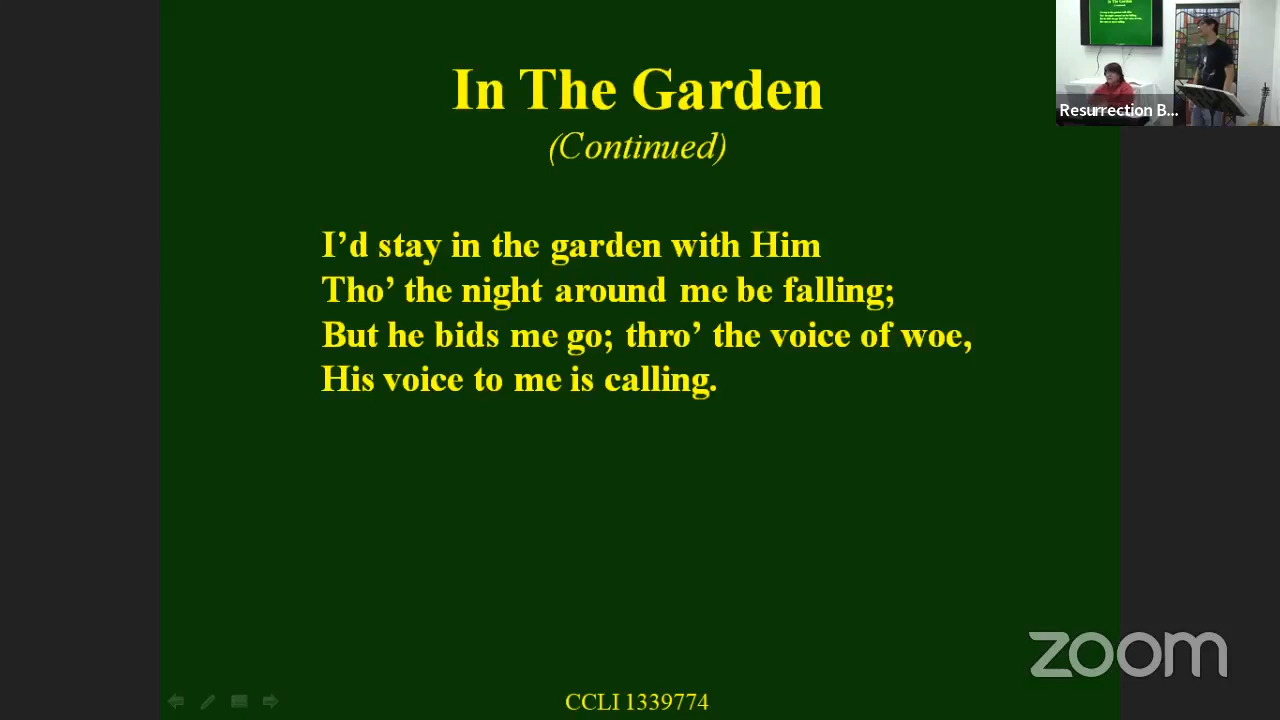 In The Garden
(Continued)
I’d stay in the garden with Him
Tho’ the night around me be falling;
But he bids me go; thro’ the voice of woe,
His voice to me is calling.
CCLI 1339774
Resurrection B...
zoom